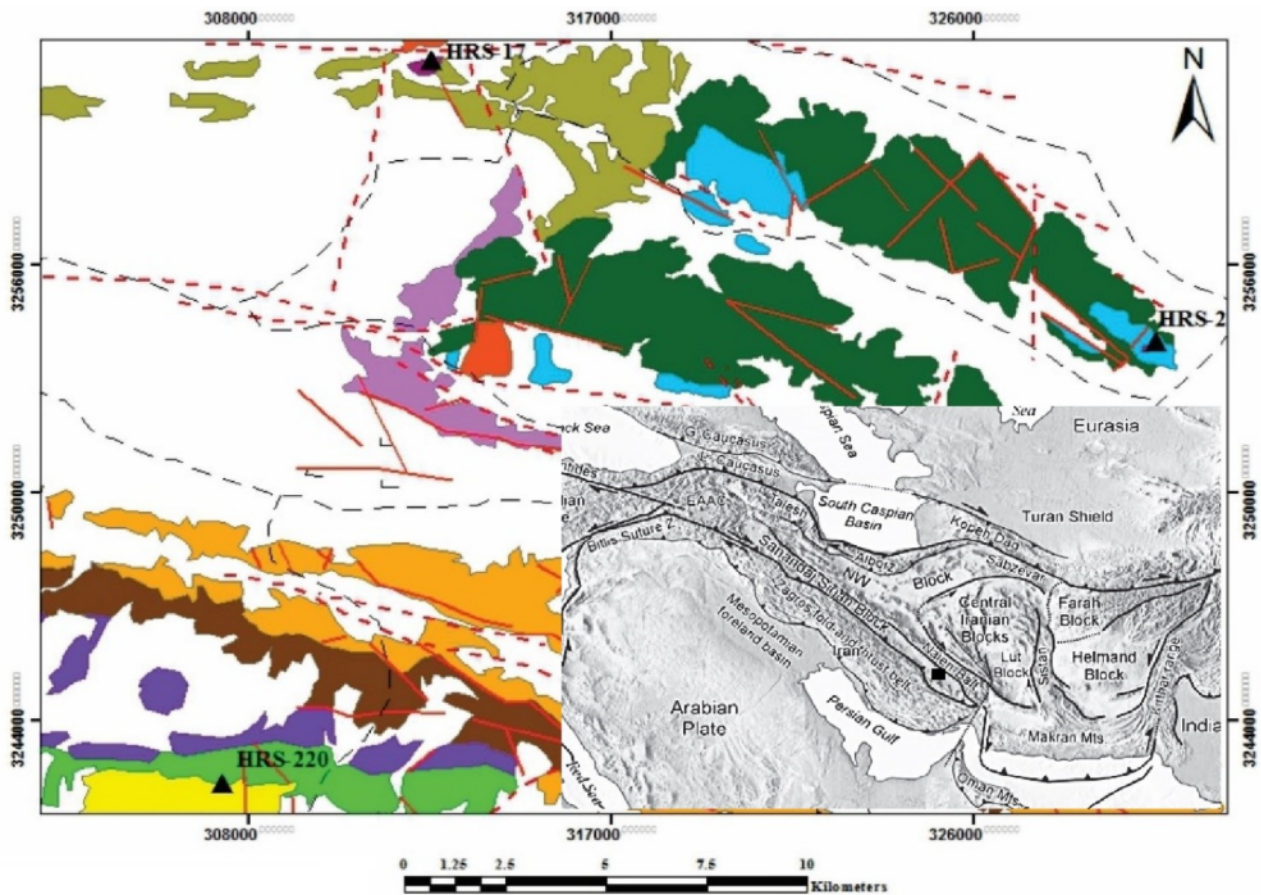 308000 317000 326000
HRS-17
N
3256000 3256000
HRS-2
3250000 3250000
3244000 3244000
HRS-220
Sea
Eurasia
G. Caucasus
L. Caucasus
EAAC
Talesh
South Caspian
Basin
Kopeh Dag
Turan Shield
Bitlis Suture Z.
Alborz
Sabzevar
Sanandaj Sirjan Block
NW
Block
Zagros fold-and-thrust belt
Iran
Mesopotamian
foreland basin
Central
Iranian
Blocks
Farah
Block
Lut
Block
Sistan
Helmand
Block
Arabian
Plate
Persian Gulf
Makran Mts.
India
Oman Mts.
Red Sea
308000 317000 326000
0 1.25 2.5 5 7.5 10
Kilometers